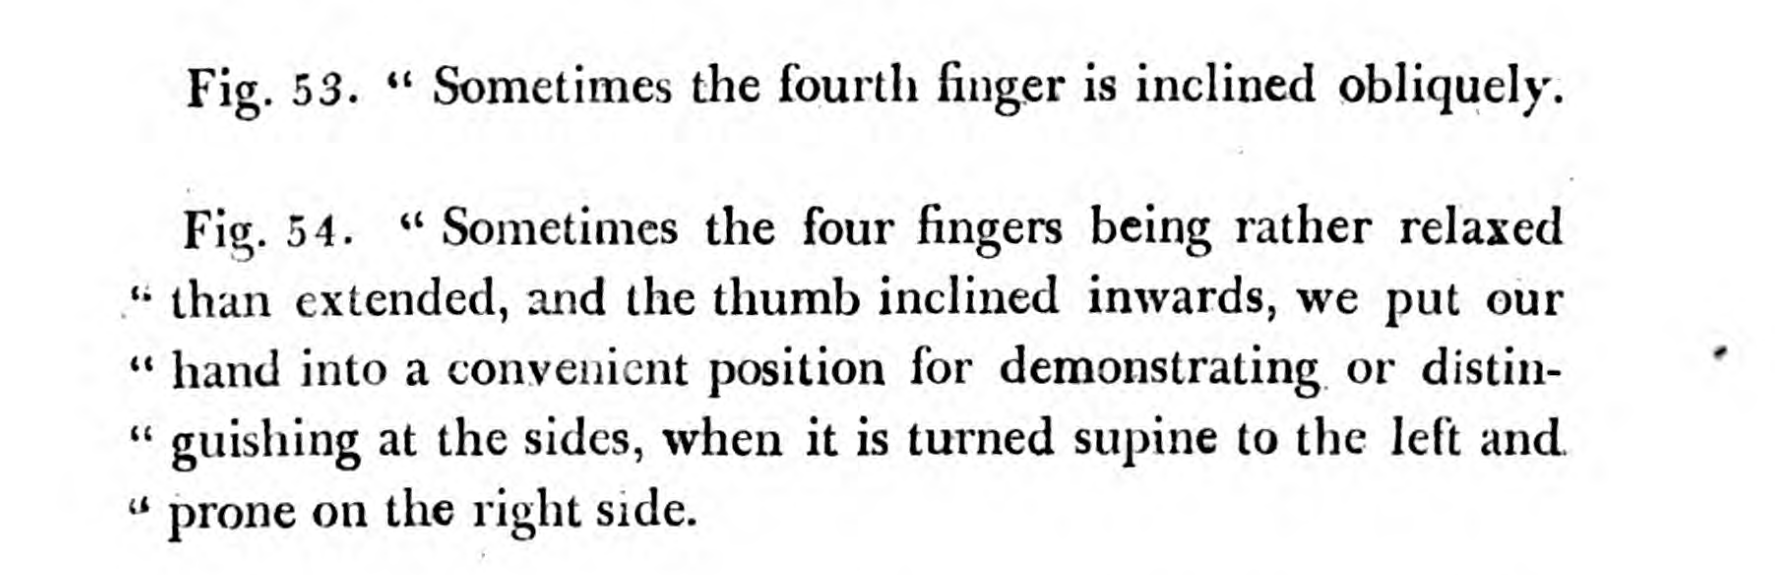 Fig. 53. “ Sometimes the fourth finger is inclined obliquely.
Fig. 54. “ Sometimes the four fingers being rather relaxed
“ than extended, and the thumb inclined inwards, we put our
“ hand into a convenient position for demonstrating or distin-
“ guishing at the sides, when it is turned supine to the left and
“ prone on the right side.